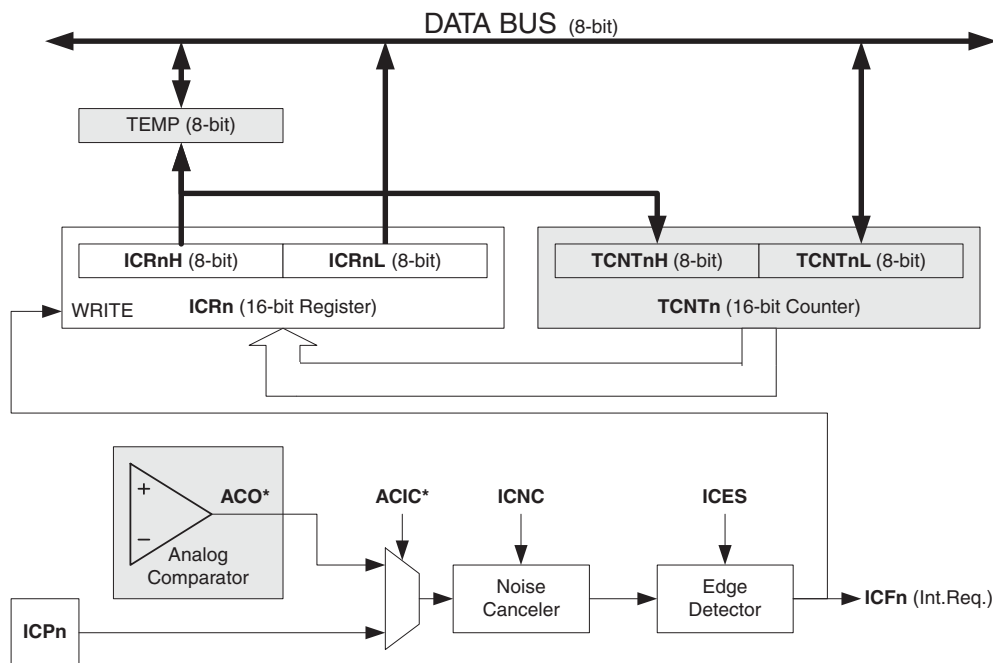 DATA BUS (8-bit)
TEMP (8-bit)
ICRnH (8-bit)
ICRnL (8-bit)
TCNTnH (8-bit)
TCNTnL (8-bit)
WRITE
ICRn (16-bit Register)
TCNTn (16-bit Counter)
+
−
ACO*
Analog
Comparator
ACIC*
ICNC
ICES
Noise
Canceler
Edge
Detector
ICFn (Int.Req.)
ICPn